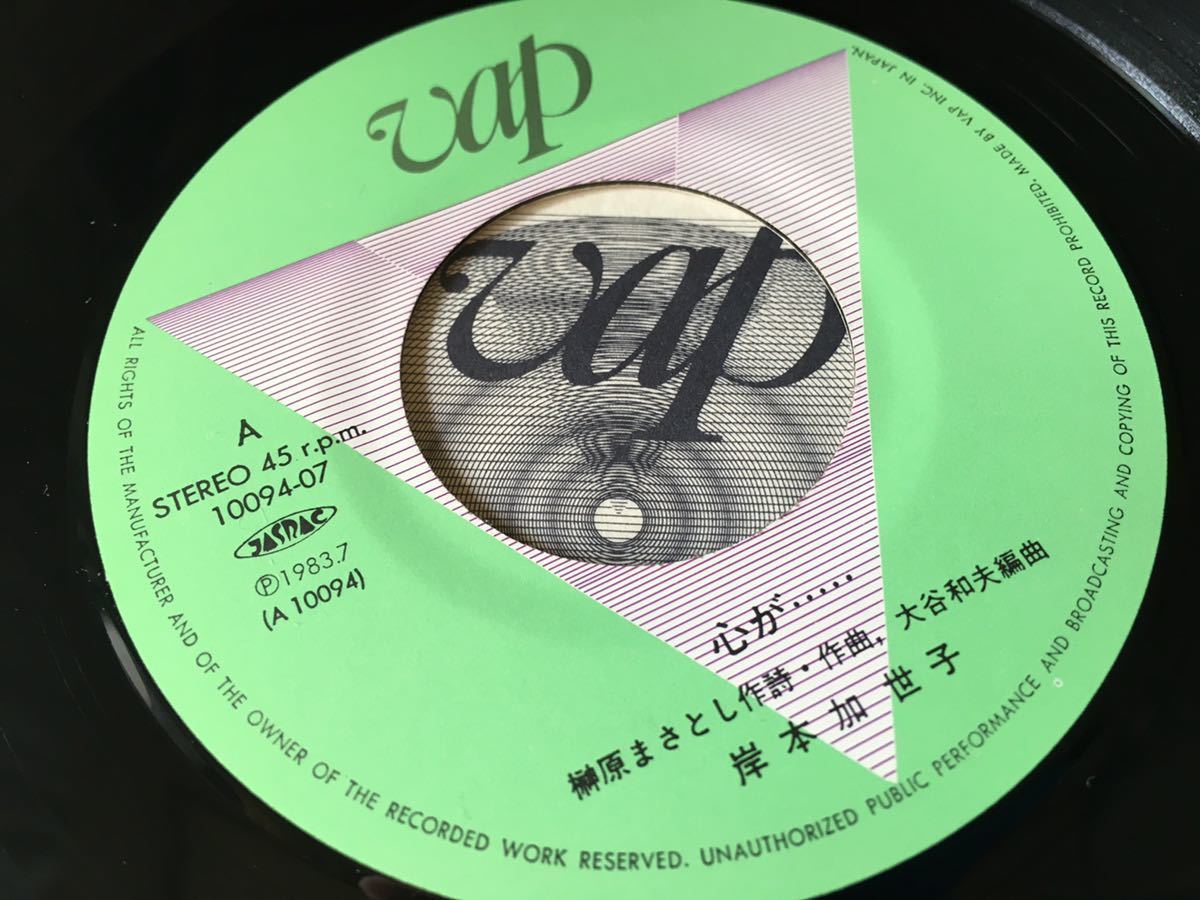 vap
vap
A
STEREO 45 r.p.m.
10094-07
JASRAC
Ⓟ1983.7
(A 10094)
心が‥‥‥
榊原まさとし作詩・作曲, 大谷和夫編曲
岸本加世子
ALL RIGHTS OF THE MANUFACTURER AND OF THE OWNER OF THE RECORDED WORK RESERVED. UNAUTHORIZED PUBLIC PERFORMANCE AND BROADCASTING AND COPYING OF THIS RECORD PROHIBITED. MADE BY VAP INC. IN JAPAN.